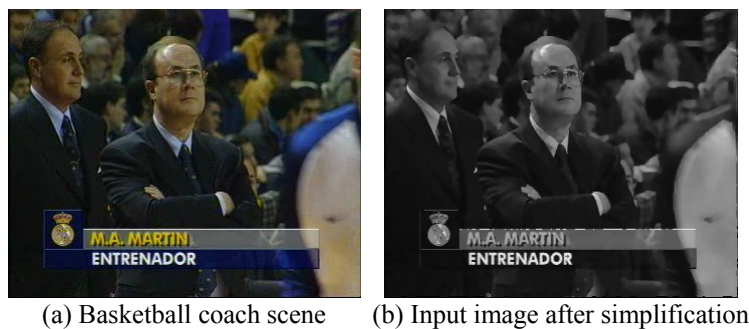 M.A. MARTIN
ENTRENADOR
M.A. MARTIN
ENTRENADOR
(a) Basketball coach scene
(b) Input image after simplification